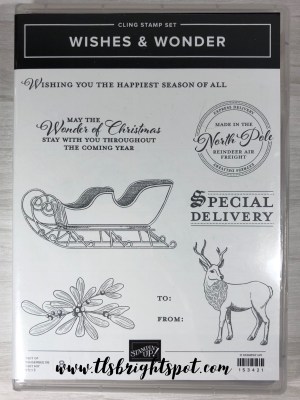 CLING STAMP SET
WISHES & WONDER
WISHING YOU THE HAPPIEST SEASON OF ALL
MAY THE
Wonder of Christmas
STAY WITH YOU THROUGHOUT
THE COMING YEAR
EXPRESS DELIVERY
MADE IN THE
North Pole
REINDEER AIR
FREIGHT
SPECIAL
DELIVERY
TO:
FROM:
STAMPIN' UP!
www.tlsbrightspot.com